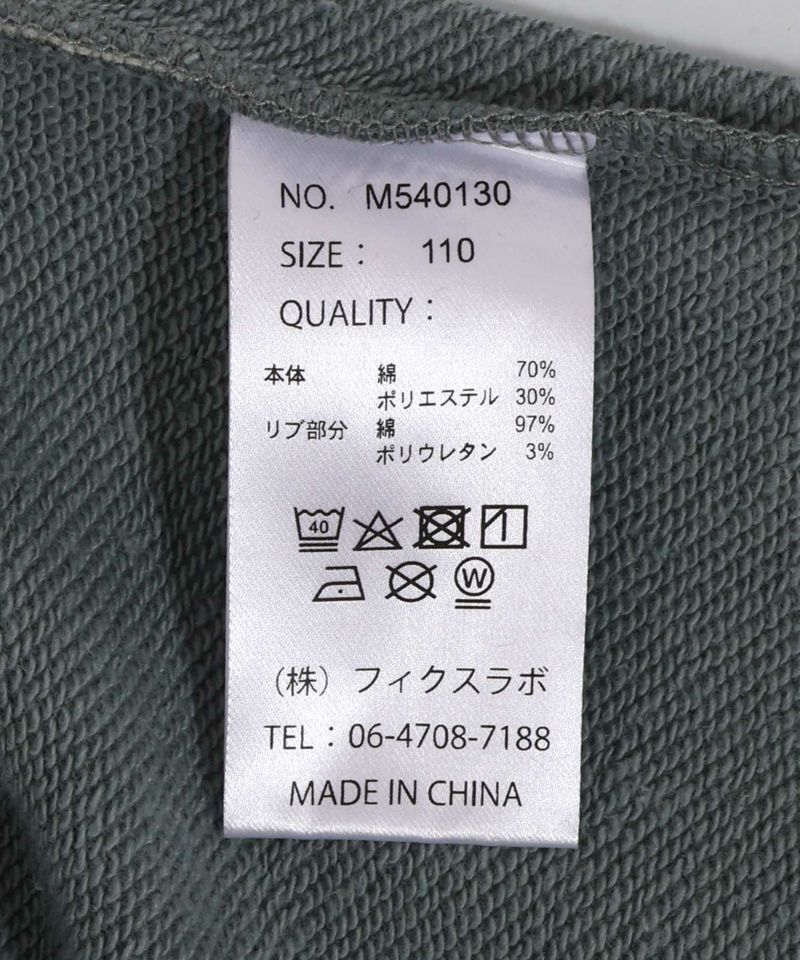 NO. M540130
SIZE： 110
QUALITY：
本体 綿 70%
ポリエステル 30%
リブ部分 綿 97%
ポリウレタン 3%
40
W
（株）フィクスラボ
TEL：06-4708-7188
MADE IN CHINA